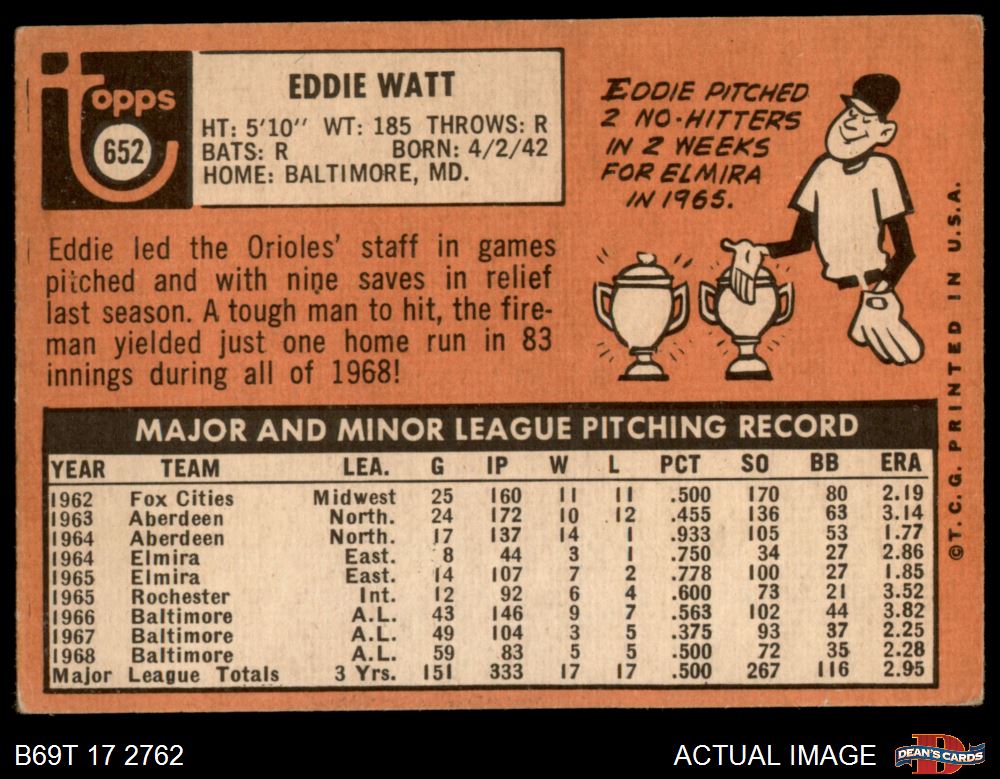 topps
652
EDDIE WATT
HT: 5'10" WT: 185 THROWS: R
BATS: R BORN: 4/2/42
HOME: BALTIMORE, MD.
EDDIE PITCHED
2 NO-HITTERS
IN 2 WEEKS
FOR ELMIRA
IN 1965.
Eddie led the Orioles' staff in games
pitched and with nine saves in relief
last season. A tough man to hit, the fire-
man yielded just one home run in 83
innings during all of 1968!
MAJOR AND MINOR LEAGUE PITCHING RECORD
YEAR TEAM LEA. G IP W L PCT SO BB ERA
1962 Fox Cities Midwest 25 160 11 11 .500 170 80 2.19
1963 Aberdeen North. 24 172 10 12 .455 136 63 3.14
1964 Aberdeen North. 17 137 14 1 .933 105 53 1.77
1964 Elmira East. 8 44 3 1 .750 34 27 2.86
1965 Elmira East. 14 107 7 2 .778 100 27 1.85
1965 Rochester Int. 12 92 6 4 .600 73 21 3.52
1966 Baltimore A.L. 43 146 9 7 .563 102 44 3.82
1967 Baltimore A.L. 49 104 3 5 .375 93 37 2.25
1968 Baltimore A.L. 59 83 5 5 .500 72 35 2.28
Major League Totals 3 Yrs. 151 333 17 17 .500 267 116 2.95
©T. C. G. PRINTED IN U.S.A.
B69T 17 2762
ACTUAL IMAGE
D
DEAN'S CARDS